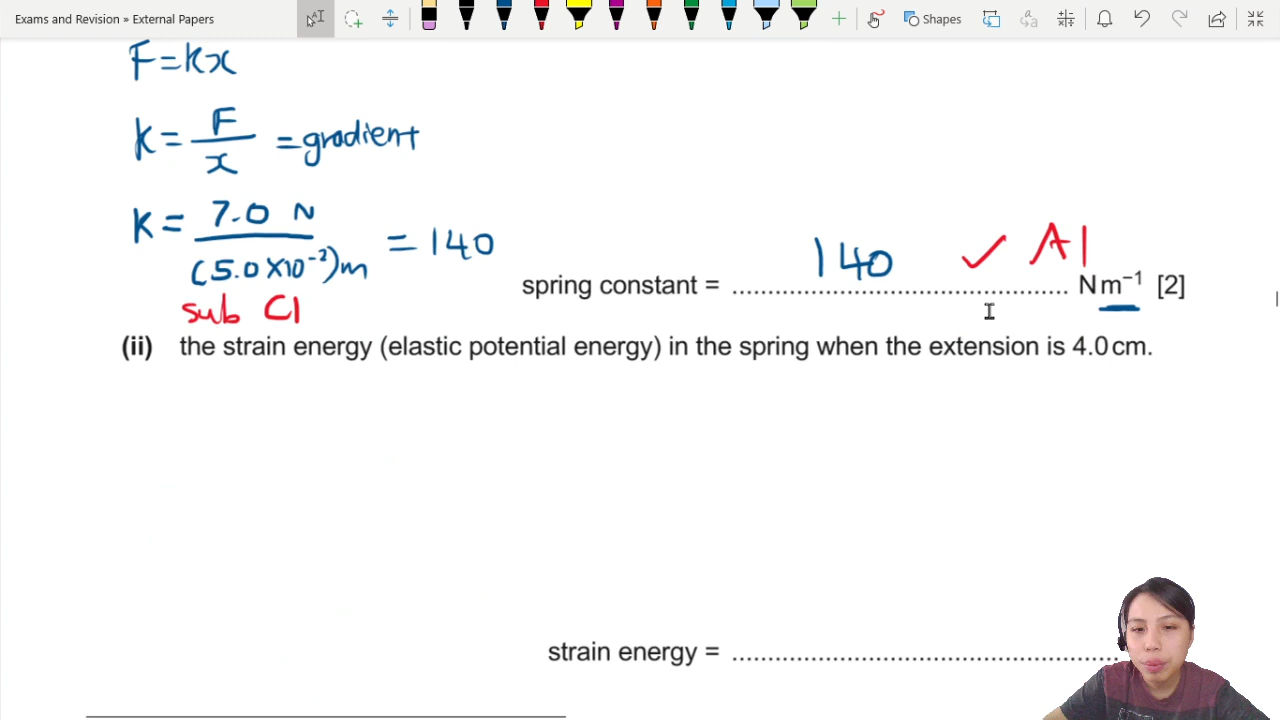 Exams and Revision » External Papers
Shapes
F=kx
k = F/x = gradient
k = 7.0 N / (5.0×10⁻²)m = 140
140 ✓ A1
spring constant = ........................................................ N m⁻¹ [2]
sub C1
(ii) the strain energy (elastic potential energy) in the spring when the extension is 4.0 cm.
strain energy = ................................................................